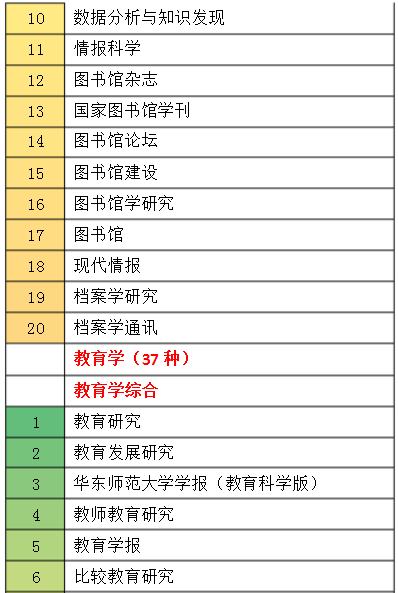 10 数据分析与知识发现
11 情报科学
12 图书馆杂志
13 国家图书馆学刊
14 图书馆论坛
15 图书馆建设
16 图书馆学研究
17 图书馆
18 现代情报
19 档案学研究
20 档案学通讯
教育学（37 种）
教育学综合
1 教育研究
2 教育发展研究
3 华东师范大学学报（教育科学版）
4 教师教育研究
5 教育学报
6 比较教育研究